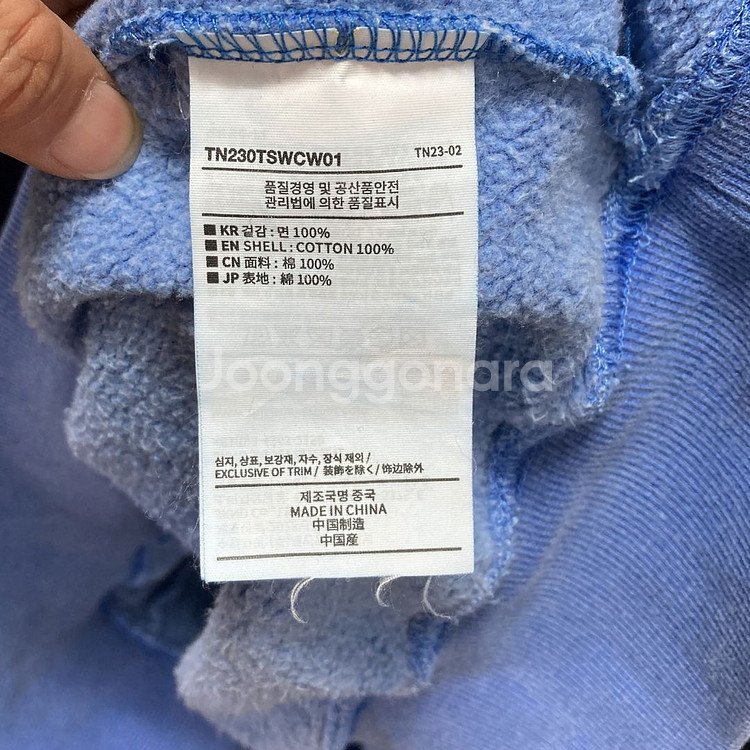 TN230TSWCW01
TN23-02
품질경영 및 공산품안전
관리법에 의한 품질표시
KR 겉감 : 면 100%
EN SHELL : COTTON 100%
CN 面料 : 棉 100%
JP 表地 : 綿 100%
Joonggonara
심지, 상표, 보강재, 자수, 장식 제외 /
EXCLUSIVE OF TRIM / 装飾を除く / 饰边除外
제조국명 중국
MADE IN CHINA
中国制造
中国産